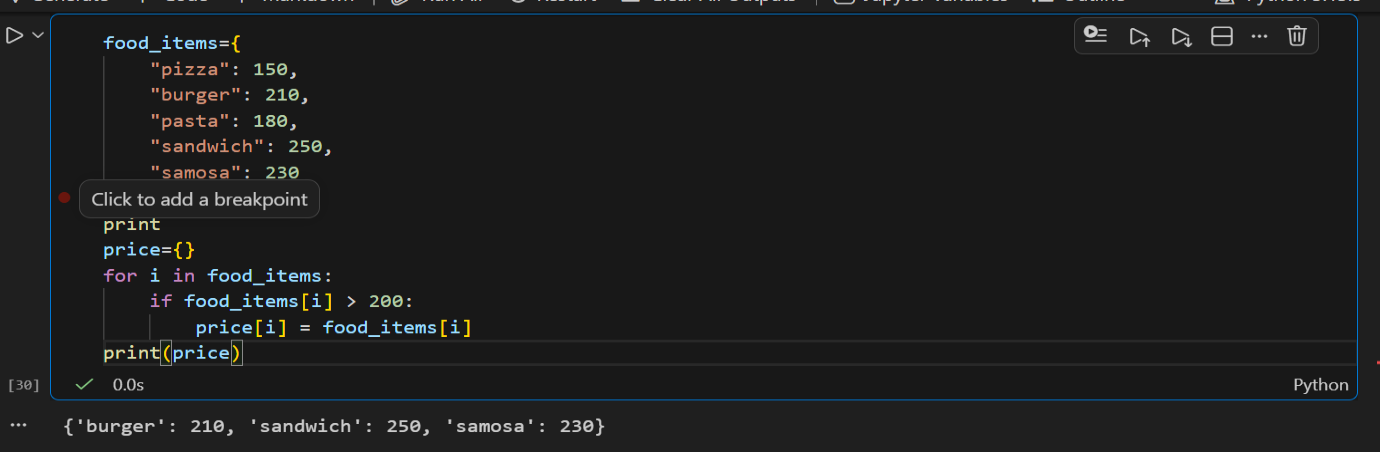 food_items={
"pizza": 150,
"burger": 210,
"pasta": 180,
"sandwich": 250,
"samosa": 230
Click to add a breakpoint
print
price={}
for i in food_items:
if food_items[i] > 200:
price[i] = food_items[i]
print(price)
[30] 0.0s Python
{'burger': 210, 'sandwich': 250, 'samosa': 230}